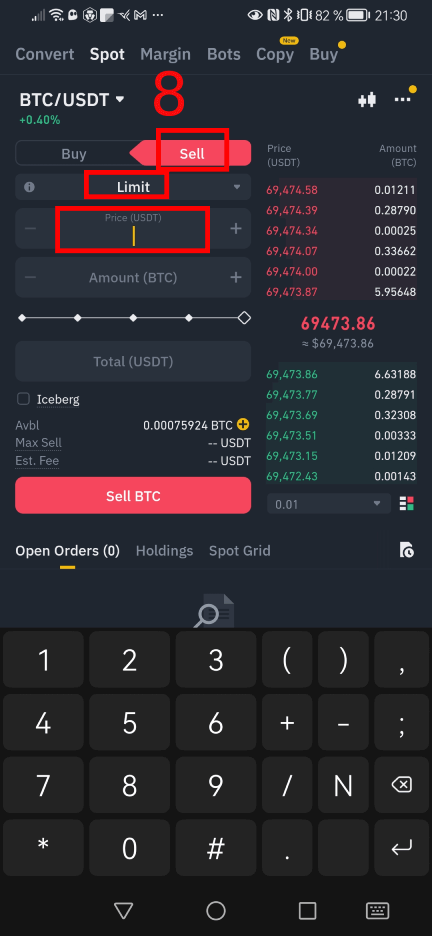 82 % 21:30
Convert Spot Margin Bots Copy New Buy
8
BTC/USDT
+0.40%
Buy Sell
Limit
Price (USDT)
Amount (BTC)
Total (USDT)
Iceberg
Avbl 0.00075924 BTC
Max Sell -- USDT
Est. Fee -- USDT
Sell BTC
Price Amount
(USDT) (BTC)
69,474.58 0.01211
69,474.39 0.28790
69,474.34 0.00025
69,474.07 0.33662
69,474.00 0.00022
69,473.87 5.95648
69473.86
≈ $69,473.86
69,473.86 6.63188
69,473.77 0.28791
69,473.69 0.32308
69,473.51 0.00333
69,473.15 0.01209
69,472.43 0.00143
0.01
Open Orders (0) Holdings Spot Grid
1 2 3 ( ) ,
4 5 6 + - ;
7 8 9 / N
* 0 # .